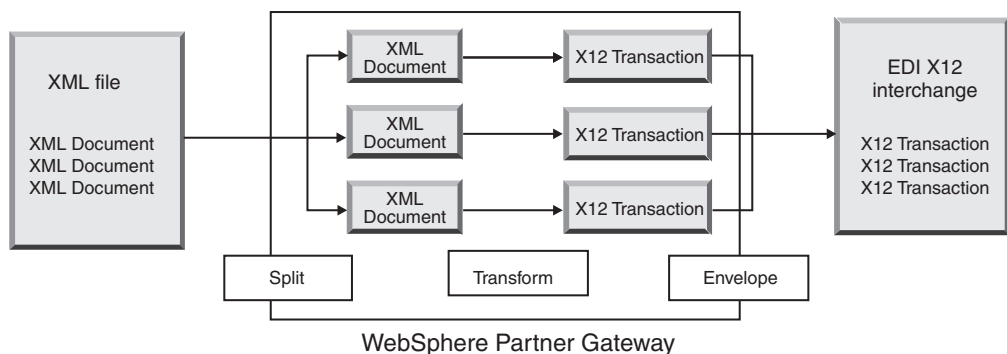 XML file
XML Document
XML Document
XML Document
XML
Document
X12 Transaction
XML
Document
X12 Transaction
XML
Document
X12 Transaction
EDI X12
interchange
X12 Transaction
X12 Transaction
X12 Transaction
Split
Transform
Envelope
WebSphere Partner Gateway